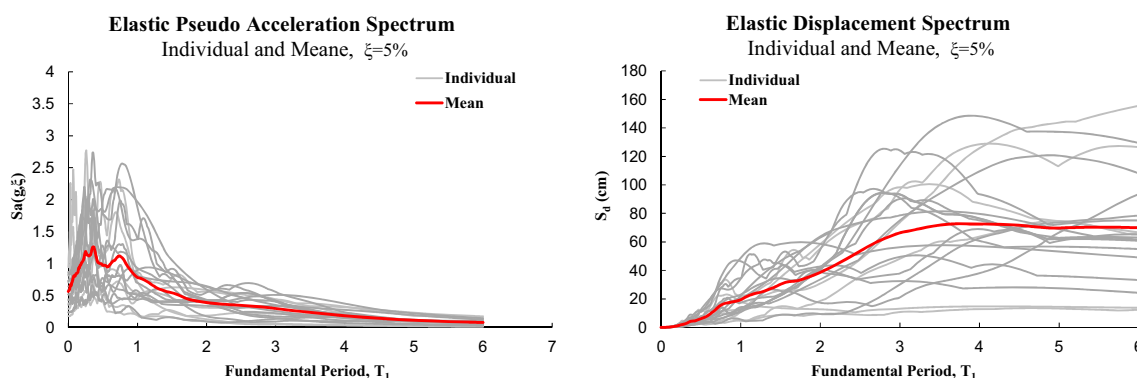 Elastic Pseudo Acceleration Spectrum
Individual and Meane, ξ=5%
Individual
Mean
Sa(g,ξ)
4
3.5
3
2.5
2
1.5
1
0.5
0
0 1 2 3 4 5 6 7
Fundamental Period, T1
Elastic Displacement Spectrum
Individual and Meane, ξ=5%
Individual
Mean
Sd (cm)
180
160
140
120
100
80
60
40
20
0
0 1 2 3 4 5 6
Fundamental Period, T1